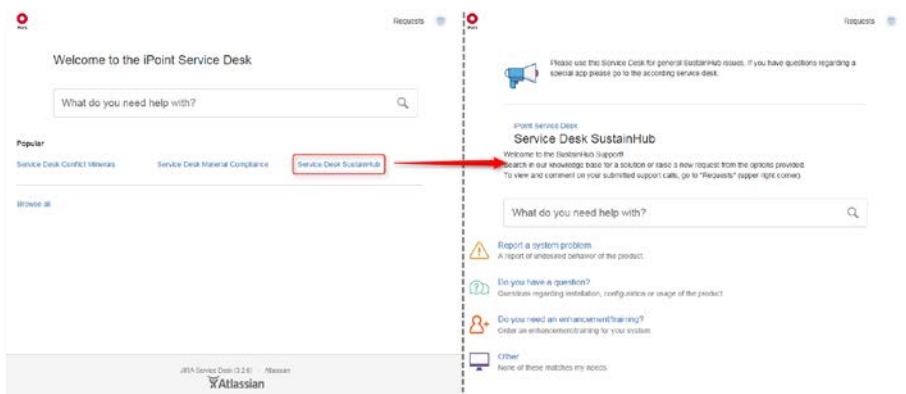 Requests
Welcome to the iPoint Service Desk
What do you need help with?
Popular
Service Desk Conflict Minerals
Service Desk Material Compliance
Service Desk SustainHub
Browse all
JIRA Service Desk (3.2.6) · Atlassian
Atlassian
Requests
Please use this Service Desk for general SustainHub issues. If you have questions regarding a
special app please go to the according service desk.
iPoint Service Desk
Service Desk SustainHub
Welcome to the SustainHub Support!
Search in our knowledge base for a solution or raise a new request from the options provided.
To view and comment on your submitted support calls, go to "Requests" (upper right corner).
What do you need help with?
Report a system problem
A report of undesired behavior of the product.
Do you have a question?
Questions regarding installation, configuration or usage of the product
Do you need an enhancement/training?
Order an enhancement/training for your system.
Other
None of these matches my needs.